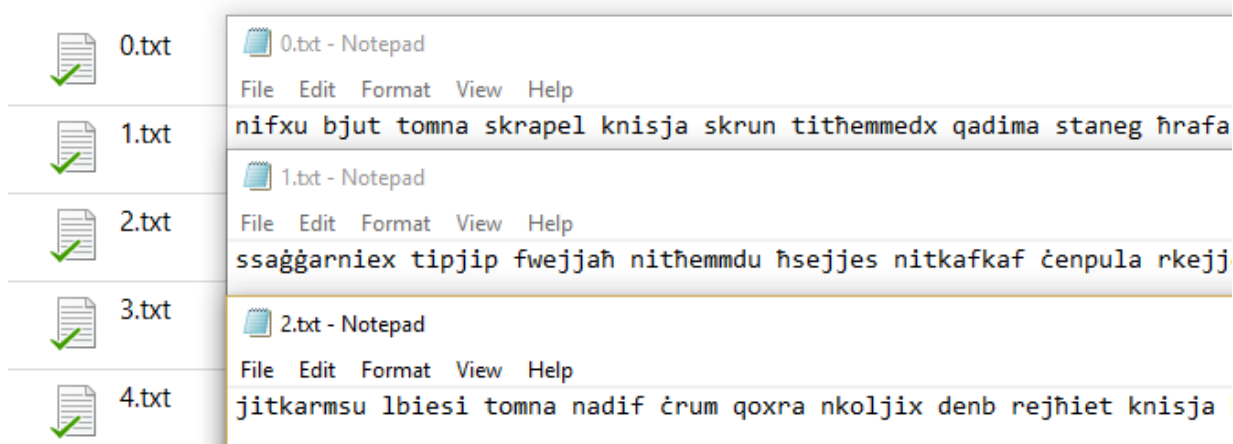 0.txt
1.txt
2.txt
3.txt
4.txt
0.txt - Notepad
File Edit Format View Help
nifxu bjut tomna skrapel knisja skrun titħemmedx qadima staneg ħrafa
1.txt - Notepad
File Edit Format View Help
ssaġġarniex tipjip fwejjaħ nitħemmdu ħsejjes nitkafkaf ċenpula
2.txt - Notepad
File Edit Format View Help
jitkarmsu lbiesi tomna nadif ċrum qoxra nkoljix denb rejħiet knisja